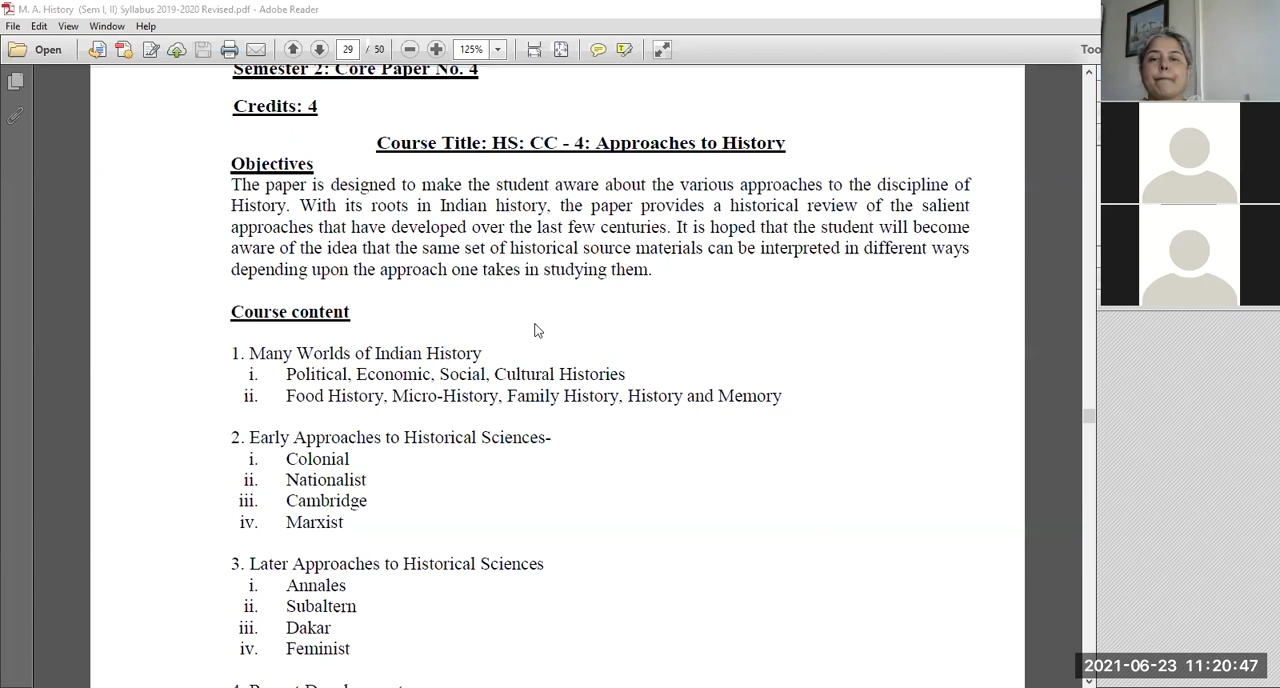 M. A. History (Sem I, II) Syllabus 2019-2020 Revised.pdf - Adobe Reader
File Edit View Window Help
Open 29 / 50 125% Too
Semester 2: Core Paper No. 4
Credits: 4
Course Title: HS: CC - 4: Approaches to History
Objectives
The paper is designed to make the student aware about the various approaches to the discipline of
History. With its roots in Indian history, the paper provides a historical review of the salient
approaches that have developed over the last few centuries. It is hoped that the student will become
aware of the idea that the same set of historical source materials can be interpreted in different ways
depending upon the approach one takes in studying them.
Course content
1. Many Worlds of Indian History
i. Political, Economic, Social, Cultural Histories
ii. Food History, Micro-History, Family History, History and Memory
2. Early Approaches to Historical Sciences-
i. Colonial
ii. Nationalist
iii. Cambridge
iv. Marxist
3. Later Approaches to Historical Sciences
i. Annales
ii. Subaltern
iii. Dakar
iv. Feminist
2021-06-23 11:20:47